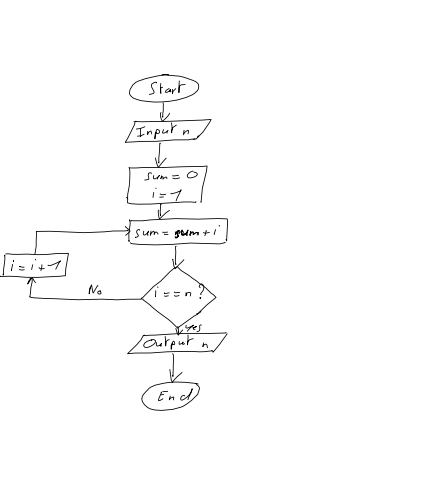 Start
Input n
sum = 0
i = 1
sum = sum + i
i = i + 1
i == n ?
No
yes
Output n
End